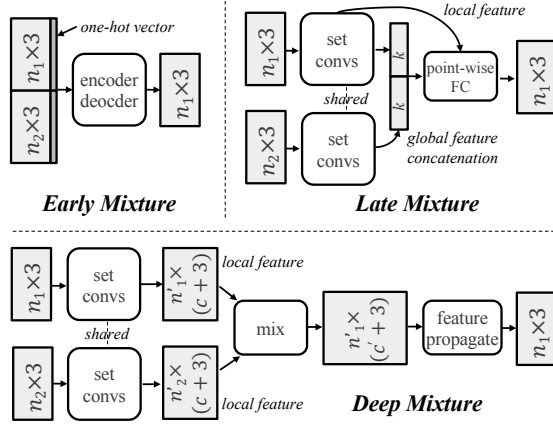 one-hot vector
n₁×3
n₂×3
encoder
deocder
n₁×3
Early Mixture
local feature
n₁×3
set
convs
k
point-wise
FC
n₁×3
shared
n₂×3
set
convs
k
global feature
concatenation
Late Mixture
n₁×3
set
convs
n′₁×
(c + 3)
local feature
shared
mix
n′₁×
(c′ + 3)
feature
propagate
n₁×3
n₂×3
set
convs
n′₂×
(c + 3)
local feature
Deep Mixture